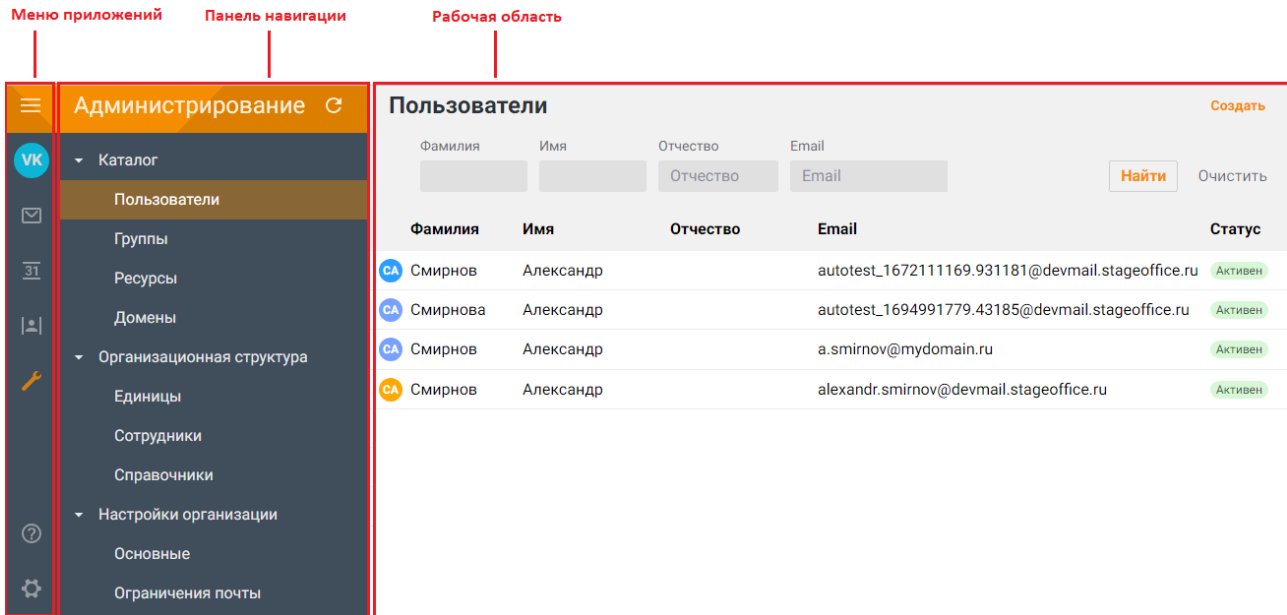 Меню приложений Панель навигации Рабочая область
Администрирование
VK
Каталог
Пользователи
Группы
Ресурсы
Домены
Организационная структура
Единицы
Сотрудники
Справочники
Настройки организации
Основные
Ограничения почты
31
Пользователи Создать
Фамилия Имя Отчество Email
Отчество Email Найти Очистить
Фамилия Имя Отчество Email Статус
СА Смирнов Александр autotest_1672111169.931181@devmail.stageoffice.ru Активен
СА Смирнова Александр autotest_1694991779.43185@devmail.stageoffice.ru Активен
СА Смирнов Александр a.smirnov@mydomain.ru Активен
СА Смирнов Александр alexandr.smirnov@devmail.stageoffice.ru Активен